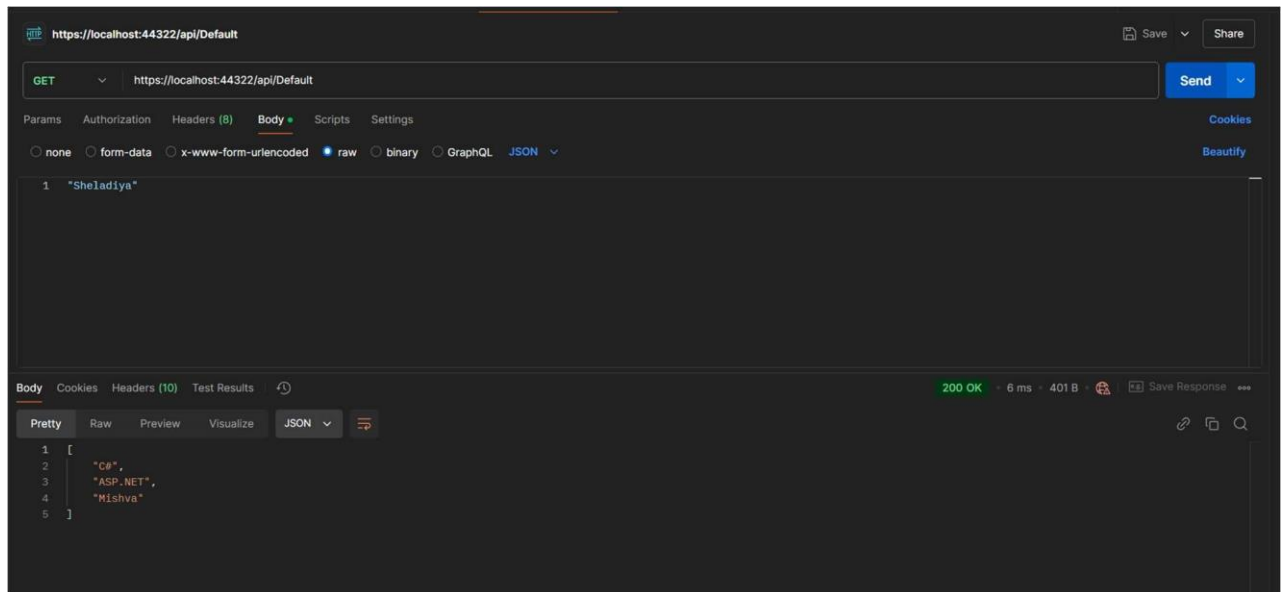 HTTP https://localhost:44322/api/Default Save Share
GET https://localhost:44322/api/Default Send
Params Authorization Headers (8) Body Scripts Settings Cookies
none form-data x-www-form-urlencoded raw binary GraphQL JSON Beautify
1 "Sheladiya"
Body Cookies Headers (10) Test Results 200 OK 6 ms 401 B Save Response
Pretty Raw Preview Visualize JSON
1 [
2 "C#",
3 "ASP.NET",
4 "Mishva"
5 ]